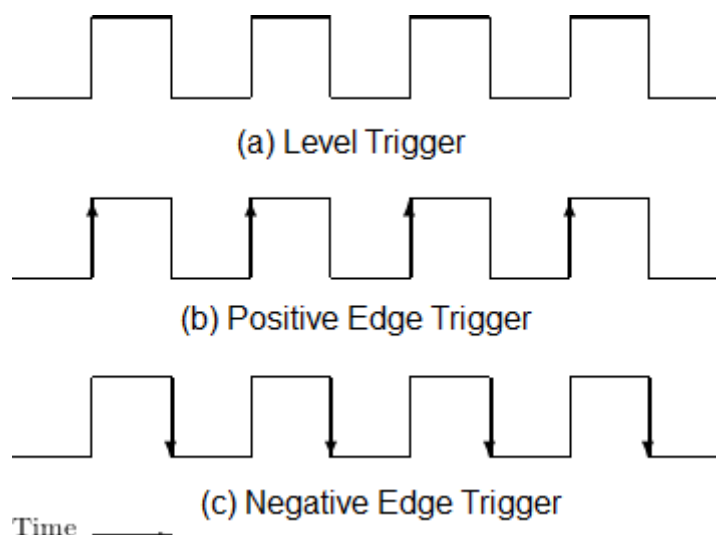 (a) Level Trigger
(b) Positive Edge Trigger
(c) Negative Edge Trigger
Time